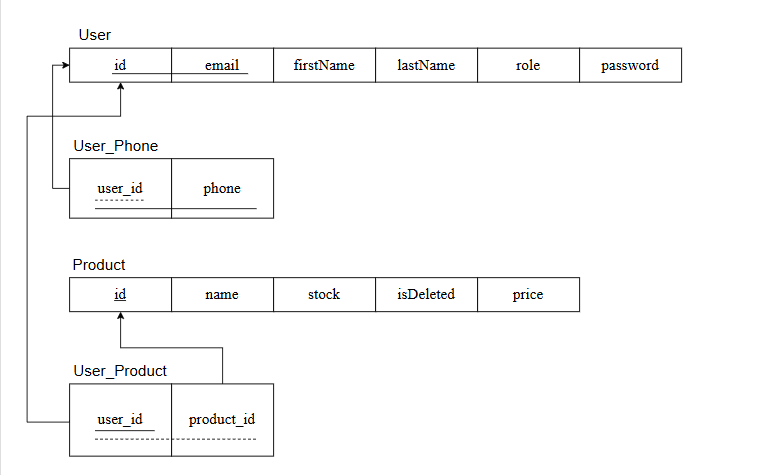 User
id email firstName lastName role password
User_Phone
user_id phone
Product
id name stock isDeleted price
User_Product
user_id product_id